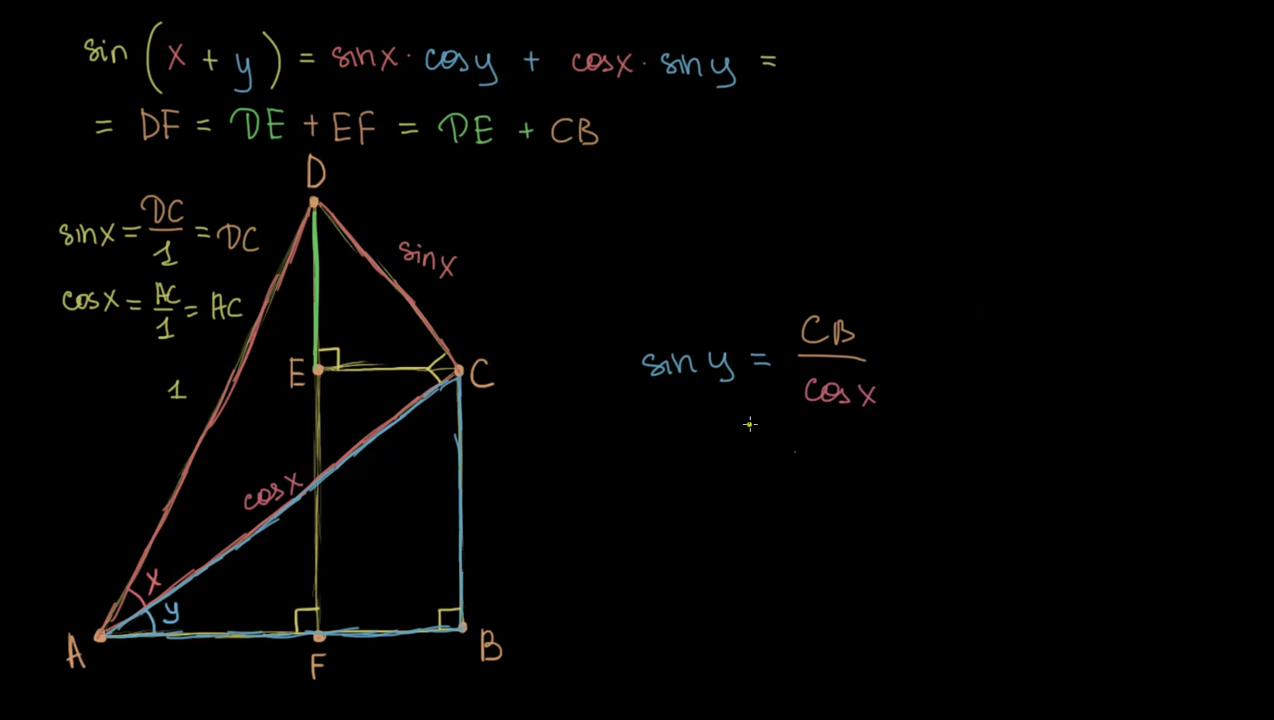 sin (x + y) = sinx · cosy + cosx · siny =
= DF = DE + EF = DE + CB
D
sinx = DC/1 = DC
sinx
cosx = AC/1 = AC
1
E
C
sin y = CB/cosx
cosx
x
y
A
F
B